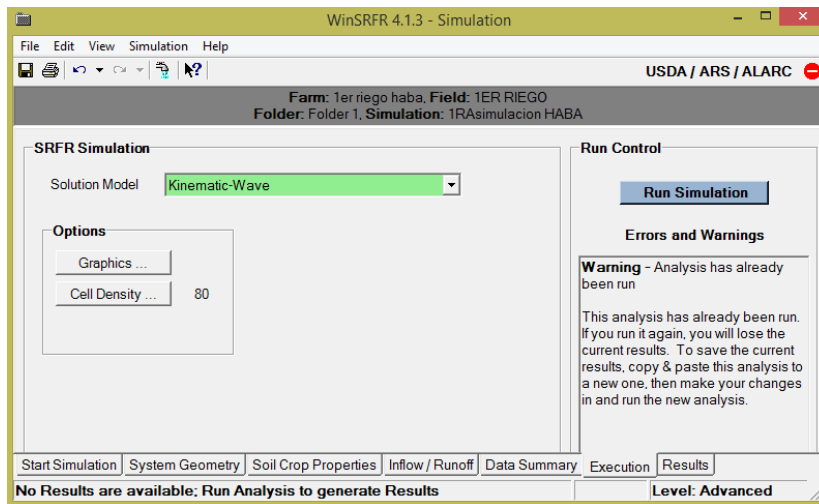 WinSRFR 4.1.3 - Simulation
File Edit View Simulation Help
USDA / ARS / ALARC
Farm: 1er riego haba, Field: 1ER RIEGO
Folder: Folder 1, Simulation: 1RAsimulacion HABA
SRFR Simulation
Solution Model Kinematic-Wave
Options
Graphics ...
Cell Density ... 80
Run Control
Run Simulation
Errors and Warnings
Warning - Analysis has already
been run
This analysis has already been run.
If you run it again, you will lose the
current results. To save the current
results, copy & paste this analysis to
a new one, then make your changes
in and run the new analysis.
Start Simulation System Geometry Soil Crop Properties Inflow / Runoff Data Summary Execution Results
No Results are available; Run Analysis to generate Results Level: Advanced